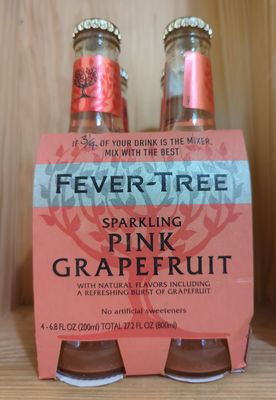 IF 3/4 OF YOUR DRINK IS THE MIXER,
MIX WITH THE BEST
FEVER-TREE
SPARKLING
PINK
GRAPEFRUIT
WITH NATURAL FLAVORS INCLUDING
A REFRESHING BURST OF GRAPEFRUIT
No artificial sweeteners
4 - 6.8 FL OZ (200ml) TOTAL 27.2 FL OZ (800ml)